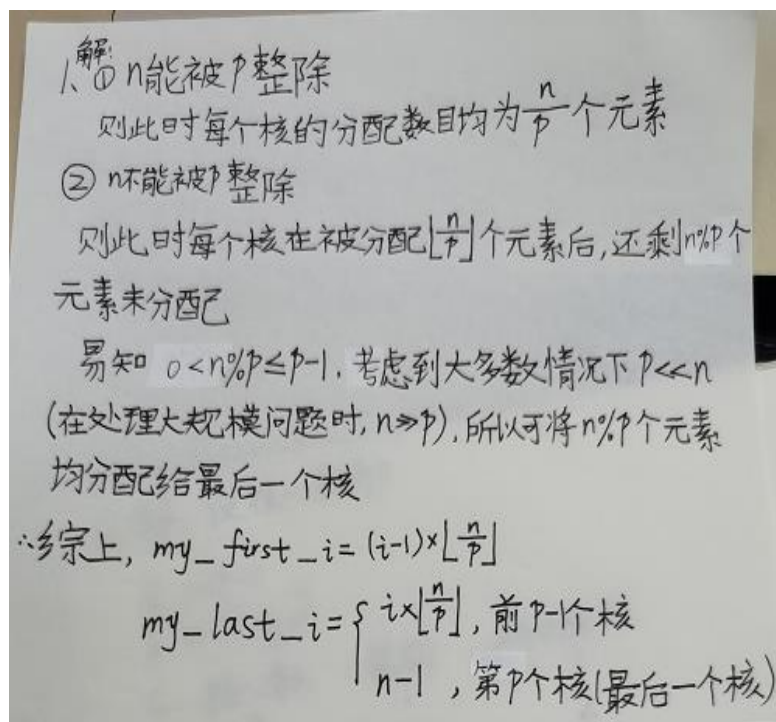 1、解：① n能被p整除
则此时每个核的分配数目均为n/p个元素
② n不能被p整除
则此时每个核在被分配⌊n/p⌋个元素后,还剩n%p个
元素未分配
易知 0<n%p≤p-1,考虑到大多数情况下 p<<n
(在处理大规模问题时,n≫p),所以可将n%p个元素
均分配给最后一个核
∴综上, my_first_i=(i-1)×⌊n/p⌋
my_last_i={ i×⌊n/p⌋, 前p-1个核
n-1 , 第p个核(最后一个核)